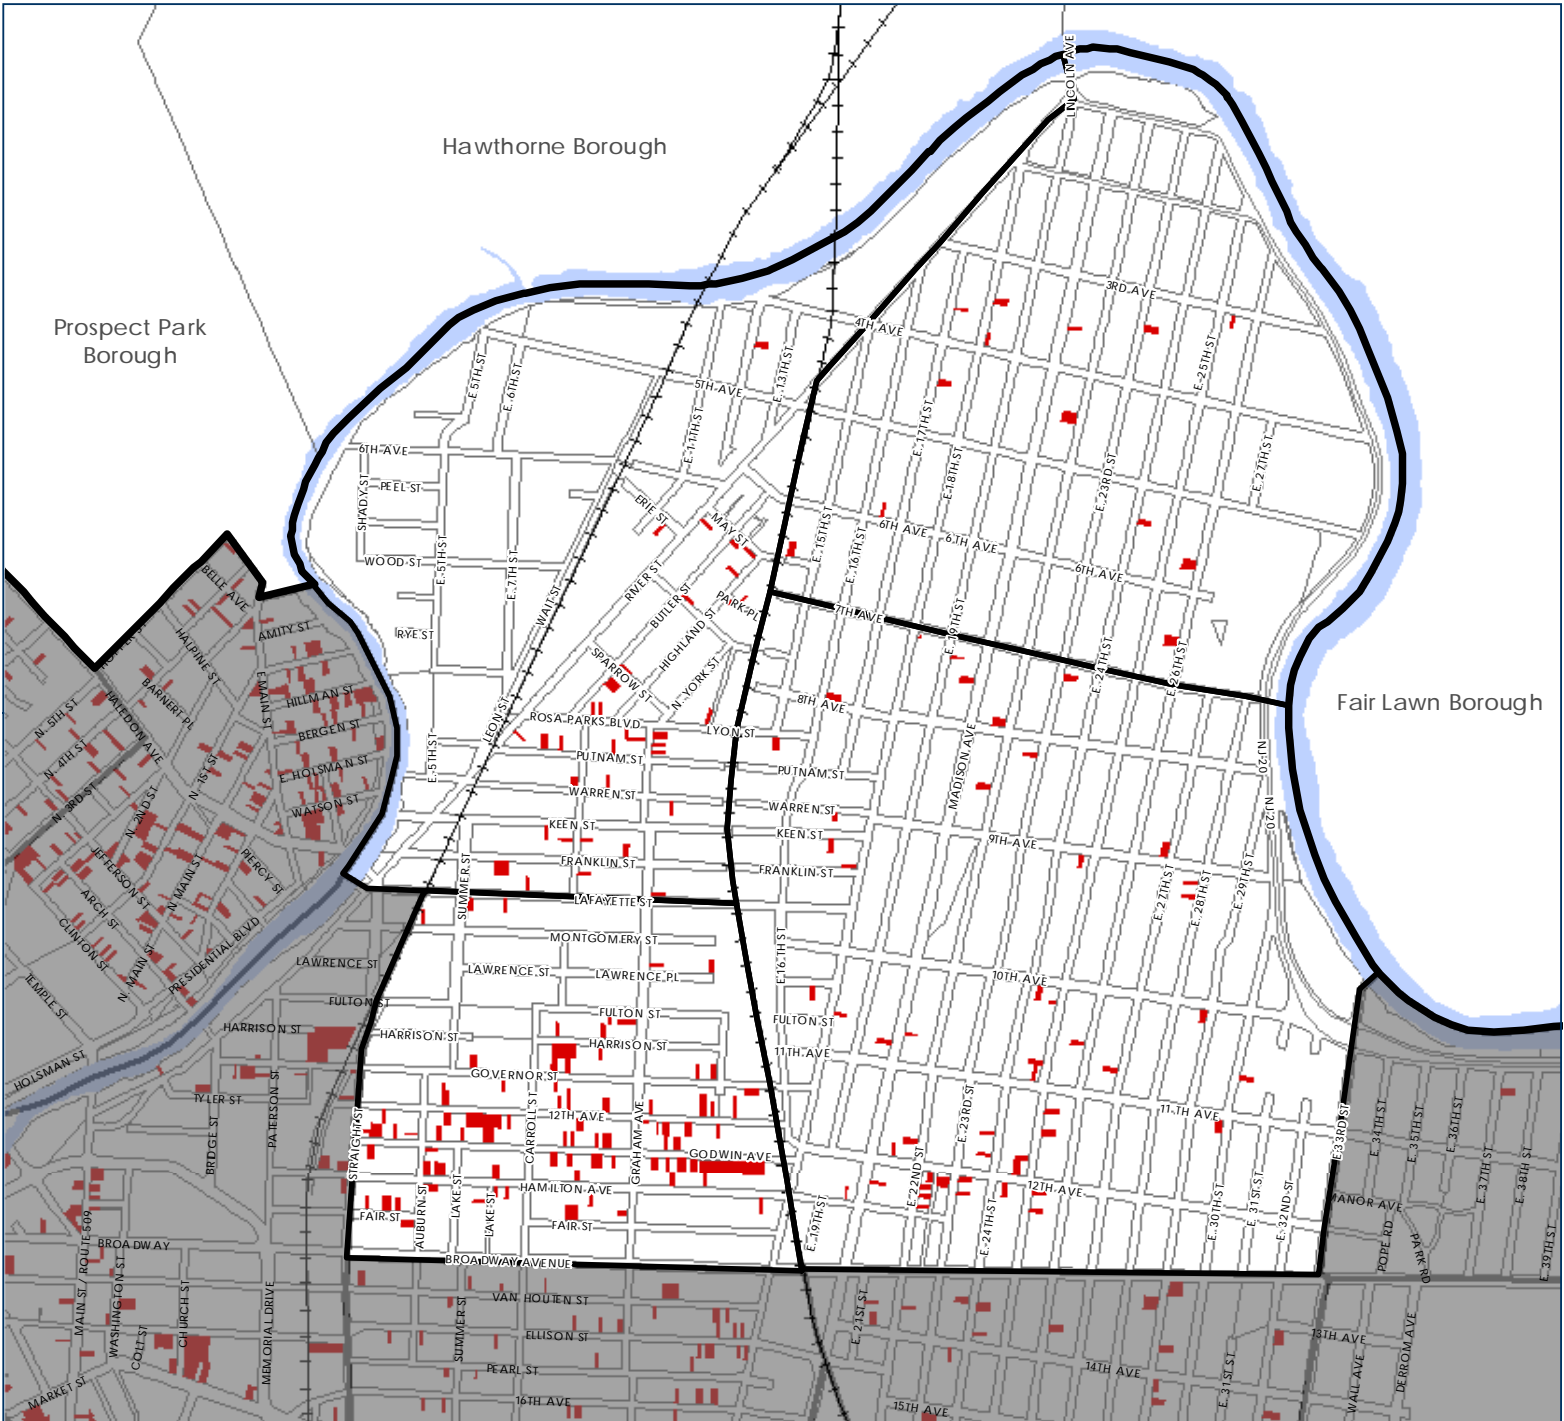 LINCOLN AVE
Hawthorne Borough
Prospect Park
Borough
Fair Lawn Borough
3RD AVE
4TH AVE
5TH AVE
E. 5TH ST
E. 6TH ST
E. 13TH ST
E. 11TH ST
E. 25TH ST
E. 17TH ST
E. 18TH ST
E. 23RD ST
E. 27TH ST
6TH AVE
PEEL ST
SHADY ST
WOOD ST
E. 5TH ST
E. 7TH ST
RYE ST
WAIT ST
ERIE ST
MAY ST
RIVER ST
BUTLER ST
PARK PL
HIGHLAND ST
SPARROW ST
N. YORK ST
E. 15TH ST
E. 16TH ST
6TH AVE
6TH AVE
6TH AVE
7TH AVE
E. 19TH ST
E. 24TH ST
E. 26TH ST
8TH AVE
BELLE AVE
AMITY ST
HALPINE ST
BARNERT PL
HALEDON AVE
E. MAIN ST
HILLMAN ST
BERGEN ST
E. HOLSMAN ST
WATSON ST
N. 5TH ST
N. 4TH ST
N. 3RD ST
N. 2ND ST
N. 1ST ST
JEFFERSON ST
PIERCY ST
N MAIN ST
ARCH ST
CLINTON ST
N. MAIN ST
PRESIDENTIAL BLVD
TEMPLE ST
HOLSMAN ST
LEON ST
E. 5TH ST
ROSA PARKS BLVD
LYON ST
PUTNAM ST
PUTNAM ST
WARREN ST
WARREN ST
KEEN ST
KEEN ST
FRANKLIN ST
FRANKLIN ST
LAFAYETTE ST
SUMMER ST
MADISON AVE
9TH AVE
NJ 20
NJ 20
E. 27TH ST
E. 28TH ST
E. 29TH ST
MONTGOMERY ST
LAWRENCE ST
LAWRENCE ST
LAWRENCE PL
E. 16TH ST
10TH AVE
FULTON ST
FULTON ST
FULTON ST
HARRISON ST
HARRISON ST
HARRISON ST
11TH AVE
11TH AVE
GOVERNOR ST
TYLER ST
BRIDGE ST
PATERSON ST
STRAIGHT ST
12TH AVE
CARROLL ST
GRAHAM AVE
GODWIN AVE
HAMILTON AVE
FAIR ST
FAIR ST
AUBURN ST
LAKE ST
LAKE ST
E. 19TH ST
E. 22ND ST
E. 23RD ST
E. 24TH ST
12TH AVE
E. 30TH ST
E. 31ST ST
E. 32ND ST
E. 33RD ST
E. 34TH ST
E. 35TH ST
E. 36TH ST
E. 37TH ST
E. 38TH ST
E. 39TH ST
MANOR AVE
POPE RD
PARK RD
BROADWAY
BROADWAY AVENUE
MAIN ST / ROUTE 509
WASHINGTON ST
COLT ST
CHURCH ST
MEMORIAL DRIVE
MARKET ST
VAN HOUTEN ST
SUMMER ST
ELLISON ST
PEARL ST
16TH AVE
E. 21ST ST
13TH AVE
14TH AVE
15TH AVE
E. 31ST ST
WALL AVE
DERROM AVE